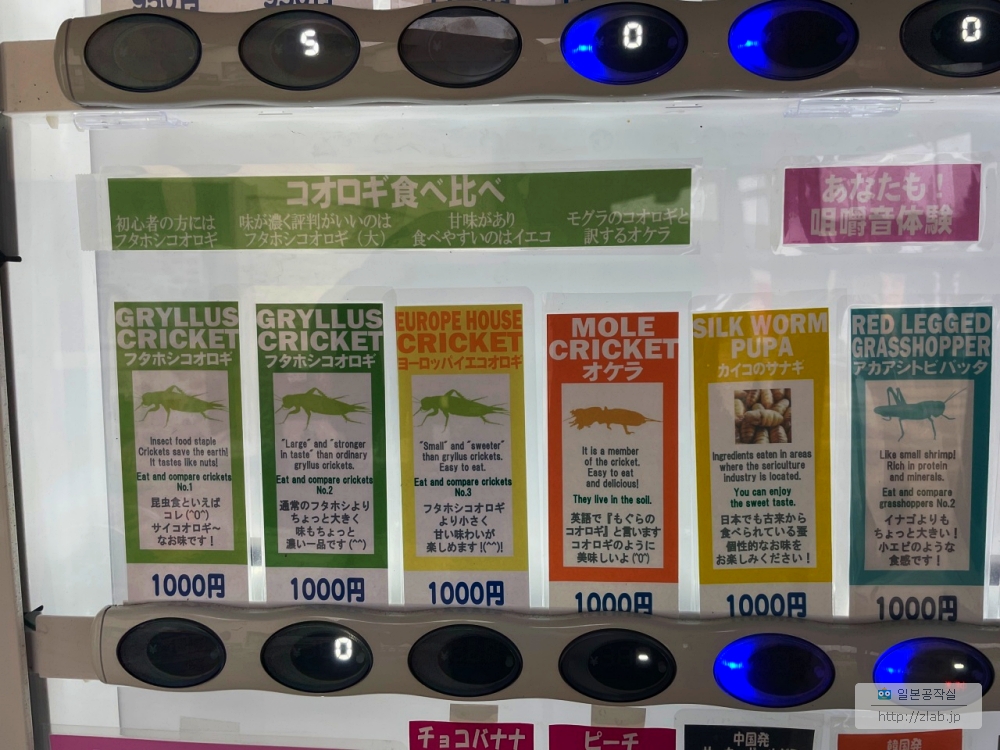 5
0
0
コオロギ食べ比べ
初心者の方には
フタホシコオロギ
味が濃く評判がいいのは
フタホシコオロギ（大）
甘味があり
食べやすいのはイエコ
モグラのコオロギと
訳するオケラ
あなたも！
咀嚼音体験
GRYLLUS
CRICKET
フタホシコオロギ
Insect food staple
Crickets save the earth!
It tastes like nuts!
Eat and compare crickets
No.1
昆虫食といえば
コレ(^0^)
サイコオロギ〜
なお味です！
1000円
GRYLLUS
CRICKET
フタホシコオロギ
"Large" and "stronger
in taste" than ordinary
gryllus crickets.
Eat and compare crickets
No.2
通常のフタホシより
ちょっと大きく
味もちょっと
濃い一品です(^^)
1000円
EUROPE HOUSE
CRICKET
ヨーロッパイエコオロギ
"Small" and "sweeter"
than gryllus crickets.
Easy to eat.
Eat and compare crickets
No.3
フタホシコオロギ
より小さく
甘い味わいが
楽しめます!(^^)!
1000円
MOLE
CRICKET
オケラ
It is a member
of the cricket.
Easy to eat
and delicious!
They live in the soil.
英語で『もぐらの
コオロギ』と言います
コオロギのように
美味しいよ(^0^)
1000円
SILK WORM
PUPA
カイコのサナギ
Ingredients eaten in areas
where the sericulture
industry is located.
You can enjoy
the sweet taste.
日本でも古来から
食べられている蚕
個性的なお味を
お楽しみください！
1000円
RED LEGGED
GRASSHOPPER
アカアシトビバッタ
Like small shrimp!
Rich in protein
and minerals.
Eat and compare
grasshoppers No.2
イナゴよりも
ちょっと大きい！
小エビのような
食感です！
1000円
0
チョコバナナ
ピーチ
中国発
韓国発
일본공작실
http://zlab.jp